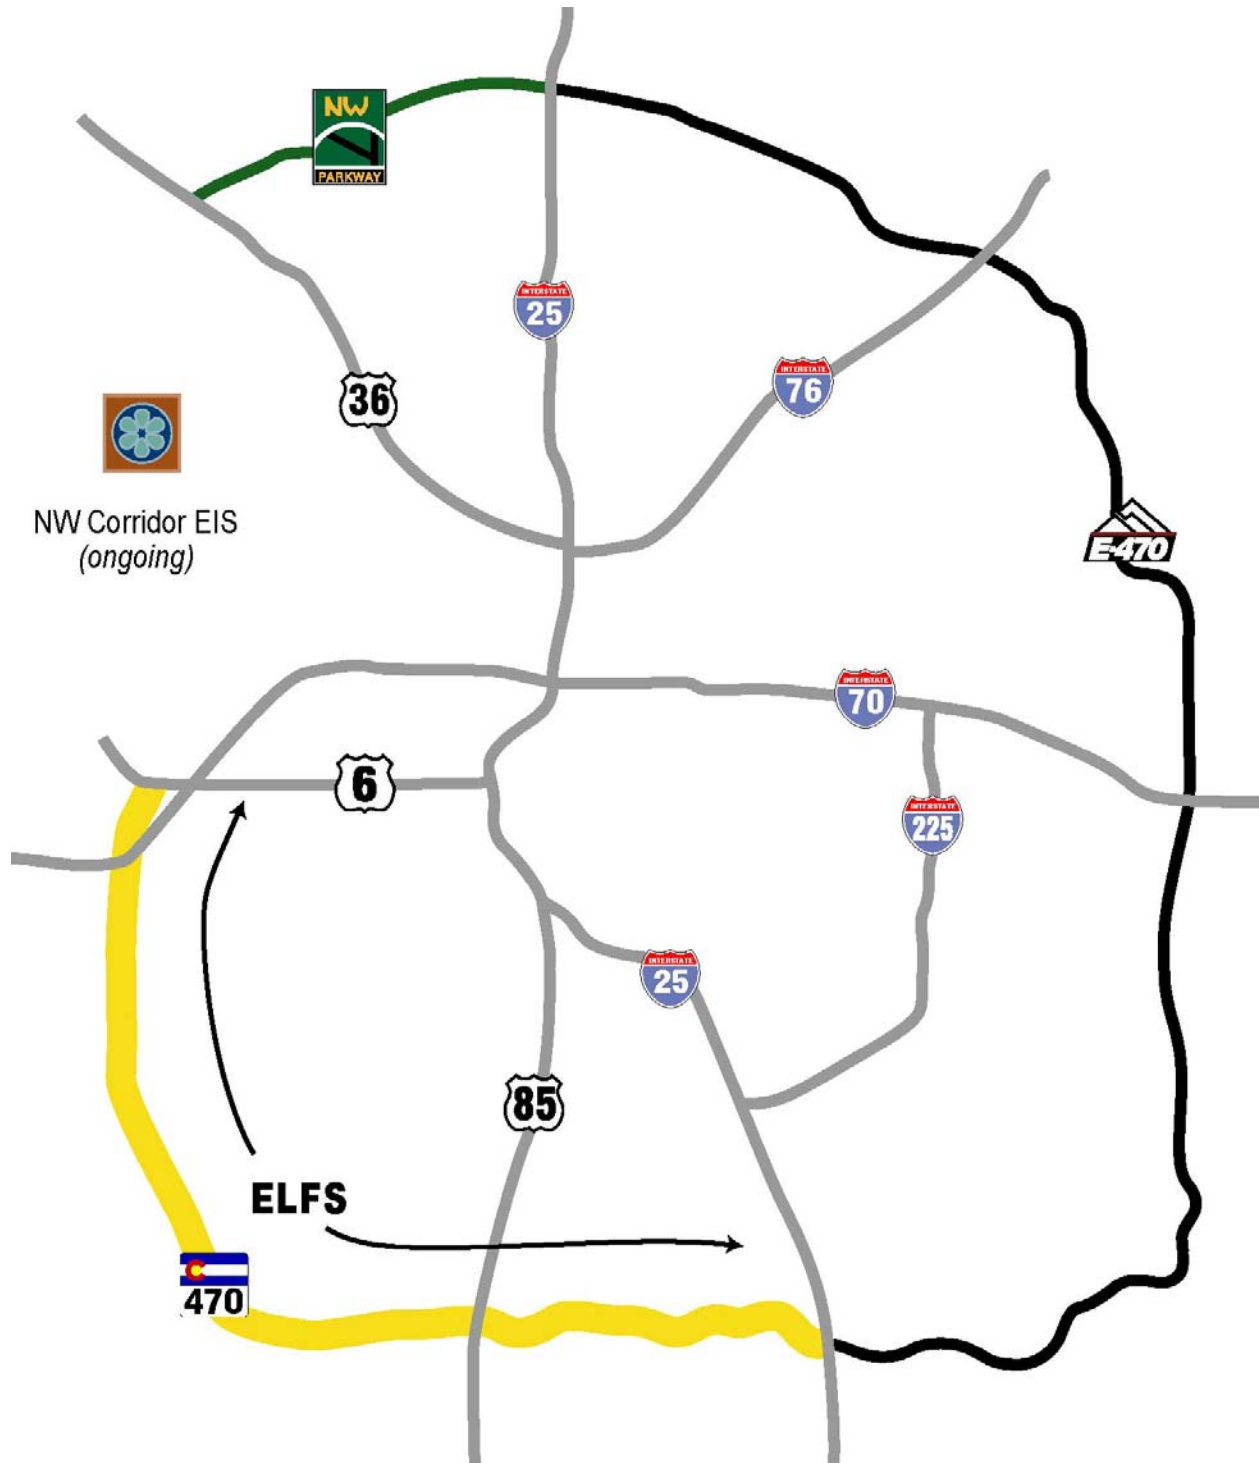 NW
PARKWAY
INTERSTATE
25
INTERSTATE
76
36
NW Corridor EIS
(ongoing)
E-470
INTERSTATE
70
6
INTERSTATE
225
INTERSTATE
25
85
ELFS
C
470